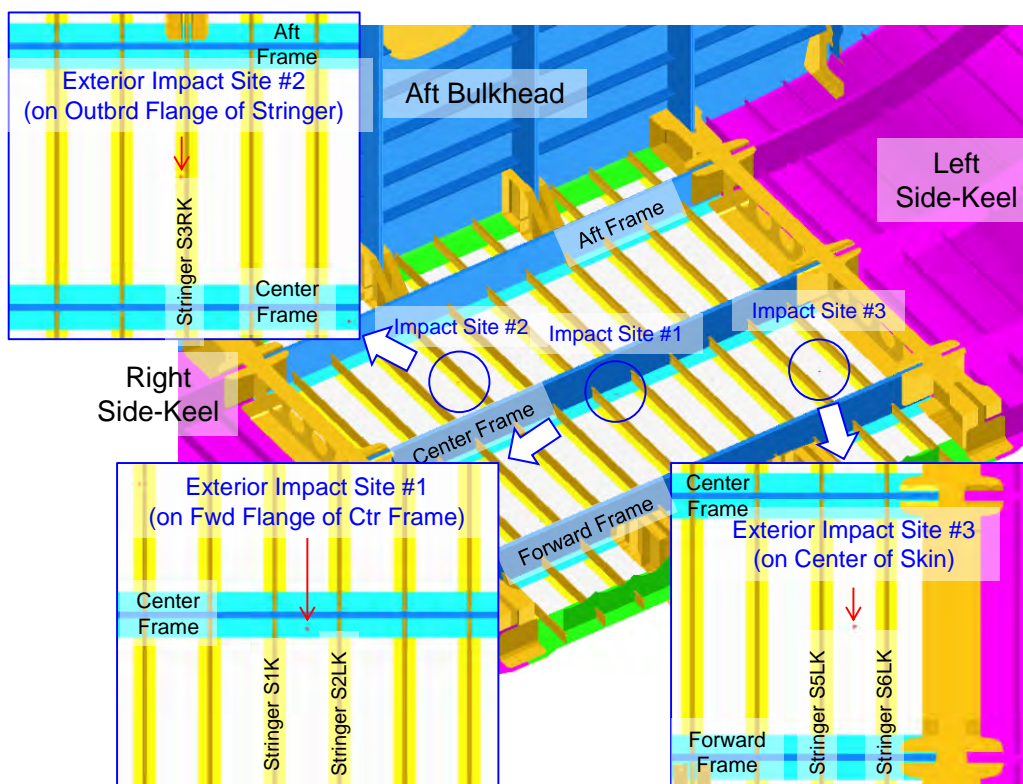 Aft
Frame
Exterior Impact Site #2
(on Outbrd Flange of Stringer)
Stringer S3RK
Center
Frame
Aft Bulkhead
Left
Side-Keel
Aft Frame
Impact Site #2
Impact Site #1
Impact Site #3
Right
Side-Keel
Center Frame
Forward Frame
Exterior Impact Site #1
(on Fwd Flange of Ctr Frame)
Center
Frame
Stringer S1K
Stringer S2LK
Center
Frame
Exterior Impact Site #3
(on Center of Skin)
Stringer S5LK
Stringer S6LK
Forward
Frame